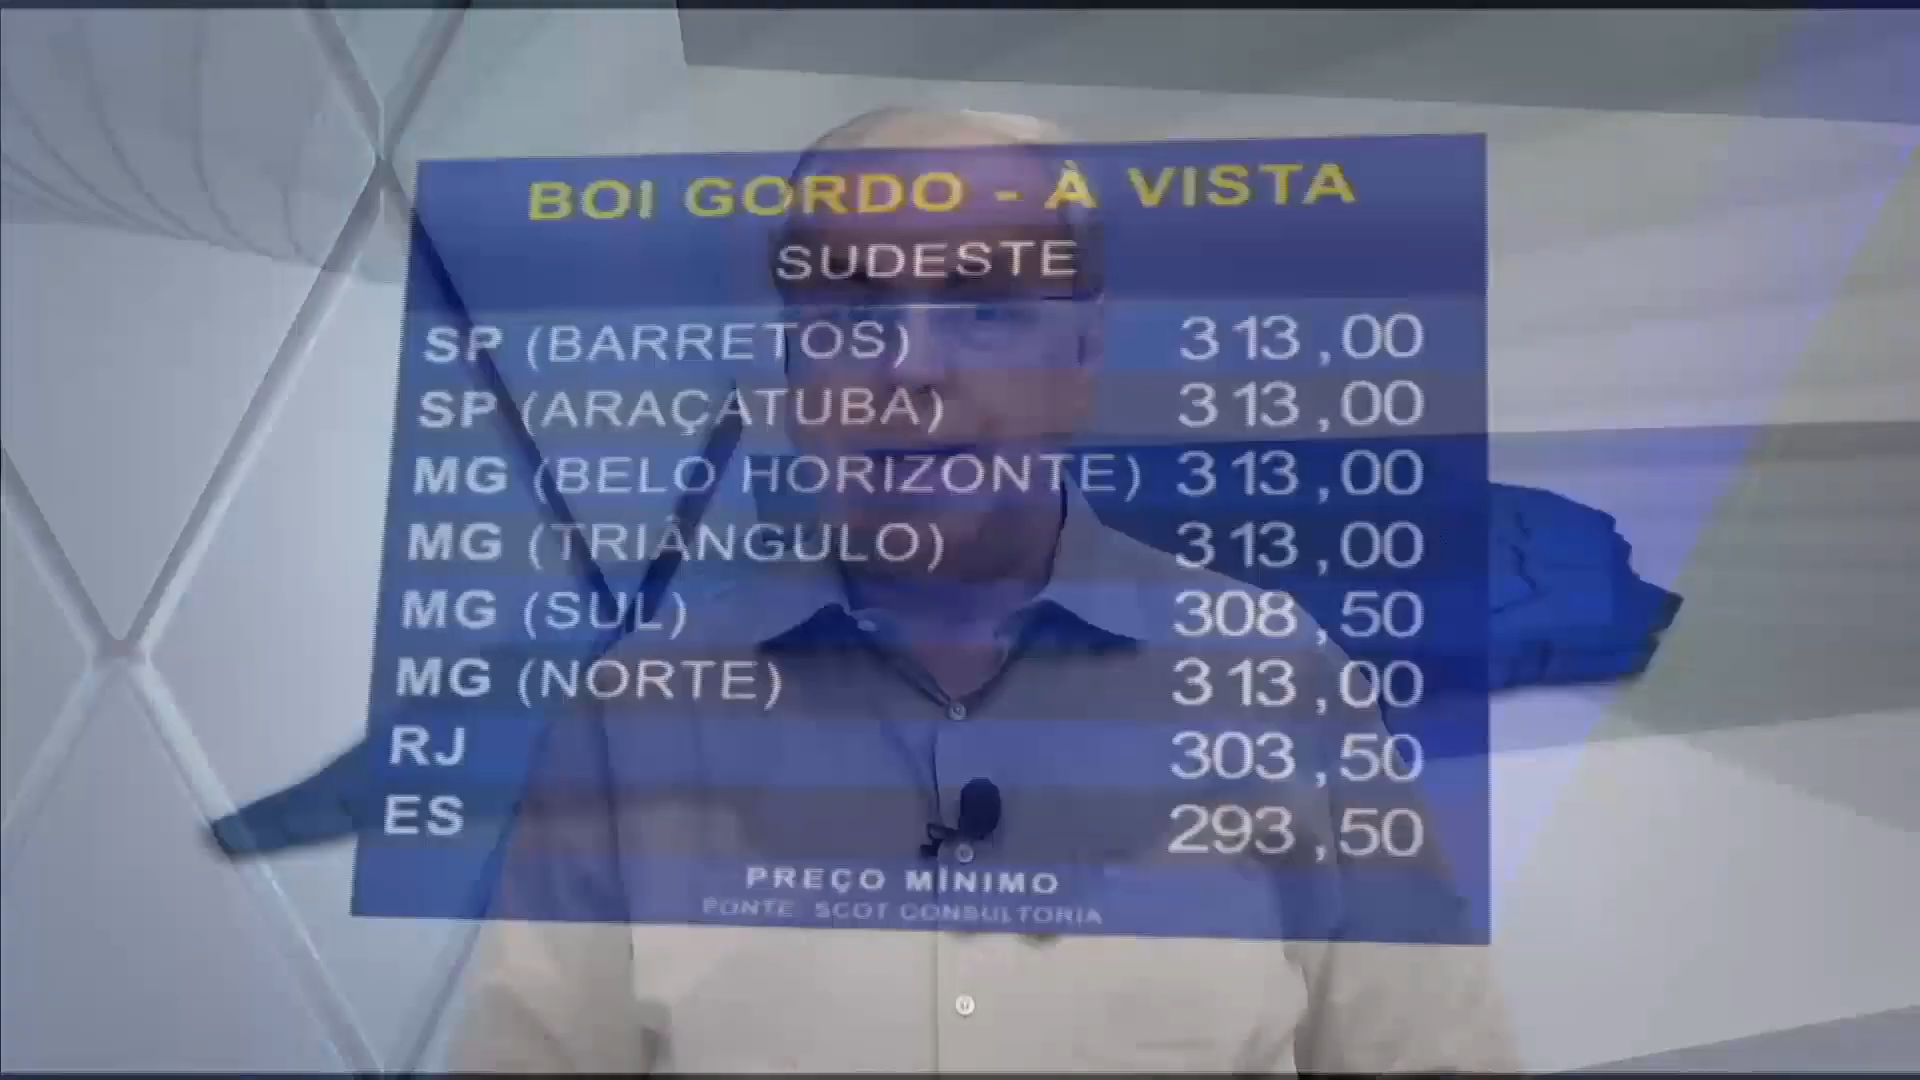 BOI GORDO - À VISTA
SUDESTE
SP (BARRETOS) 313,00
SP (ARAÇATUBA) 313,00
MG (BELO HORIZONTE) 313,00
MG (TRIÂNGULO) 313,00
MG (SUL) 308,50
MG (NORTE) 313,00
RJ 303,50
ES 293,50
PREÇO MÍNIMO
FONTE: SCOT CONSULTORIA